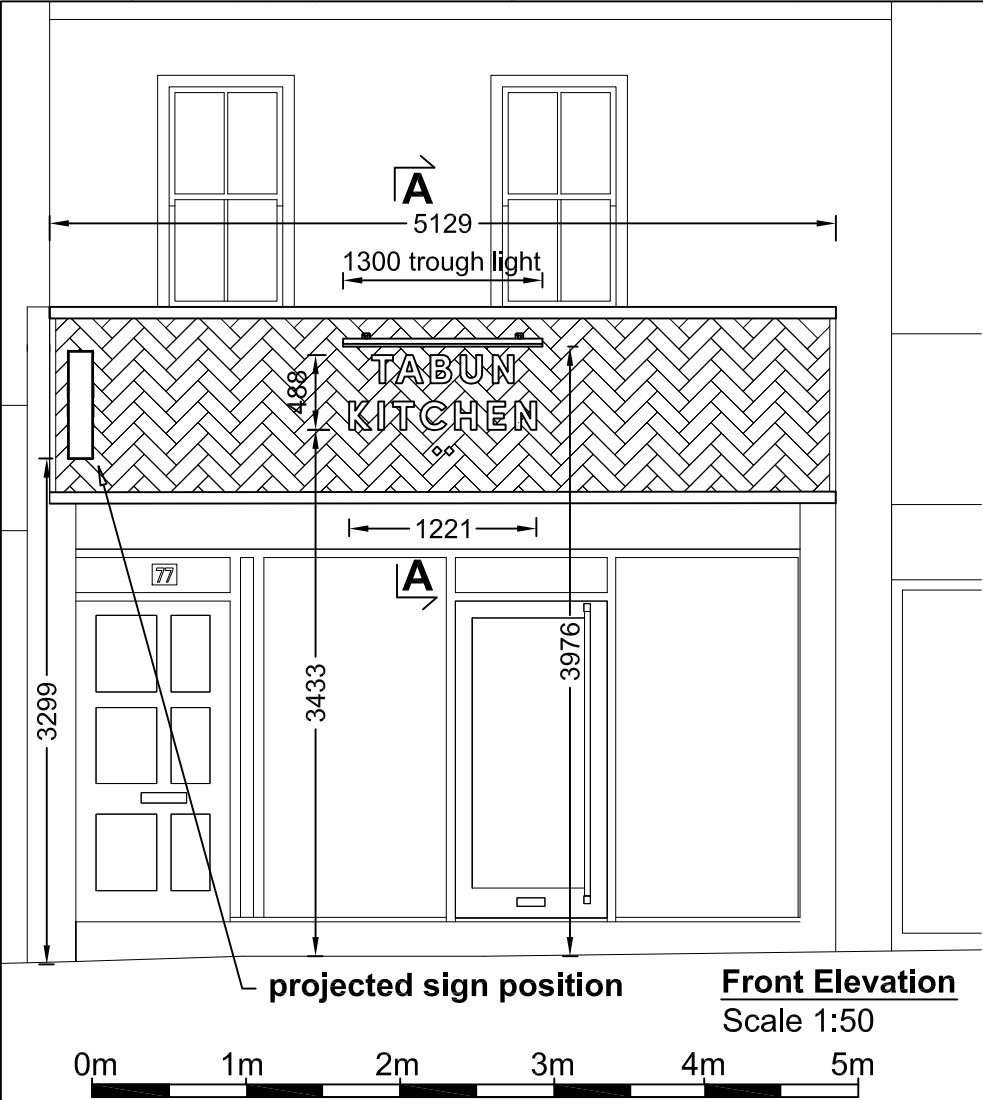 A
5129
1300 trough light
TABUN
KITCHEN
488
1221
77
A
3299
3433
3976
projected sign position
Front Elevation
Scale 1:50
0m 1m 2m 3m 4m 5m